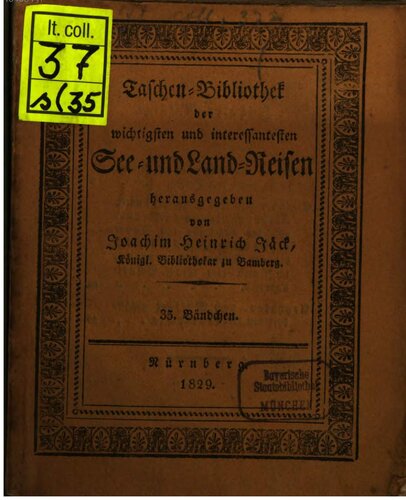 It. coll.
37
s(35
Taschen-Bibliothek
der
wichtigsten und interessantesten
See- und Land-Reisen
herausgegeben
von
Joachim Heinrich Jäck,
Königk. Bibliothekar zu Bamberg.
35. Bändchen.
Nürnberg
1829.
Bayerische
Staatsbibliothek
MÜNCHEN